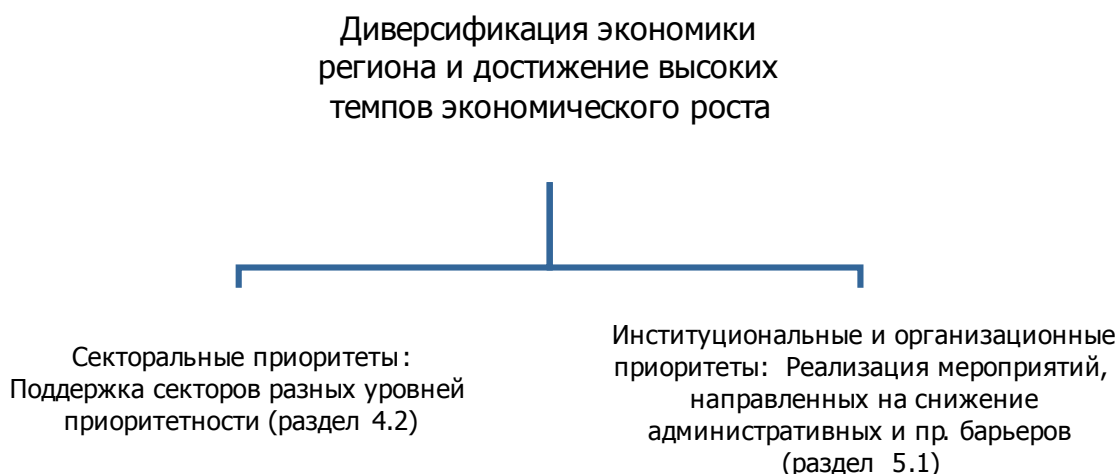 Диверсификация экономики
региона и достижение высоких
темпов экономического роста
Секторальные приоритеты:
Поддержка секторов разных уровней
приоритетности (раздел 4.2)
Институциональные и организационные
приоритеты: Реализация мероприятий,
направленных на снижение
административных и пр. барьеров
(раздел 5.1)